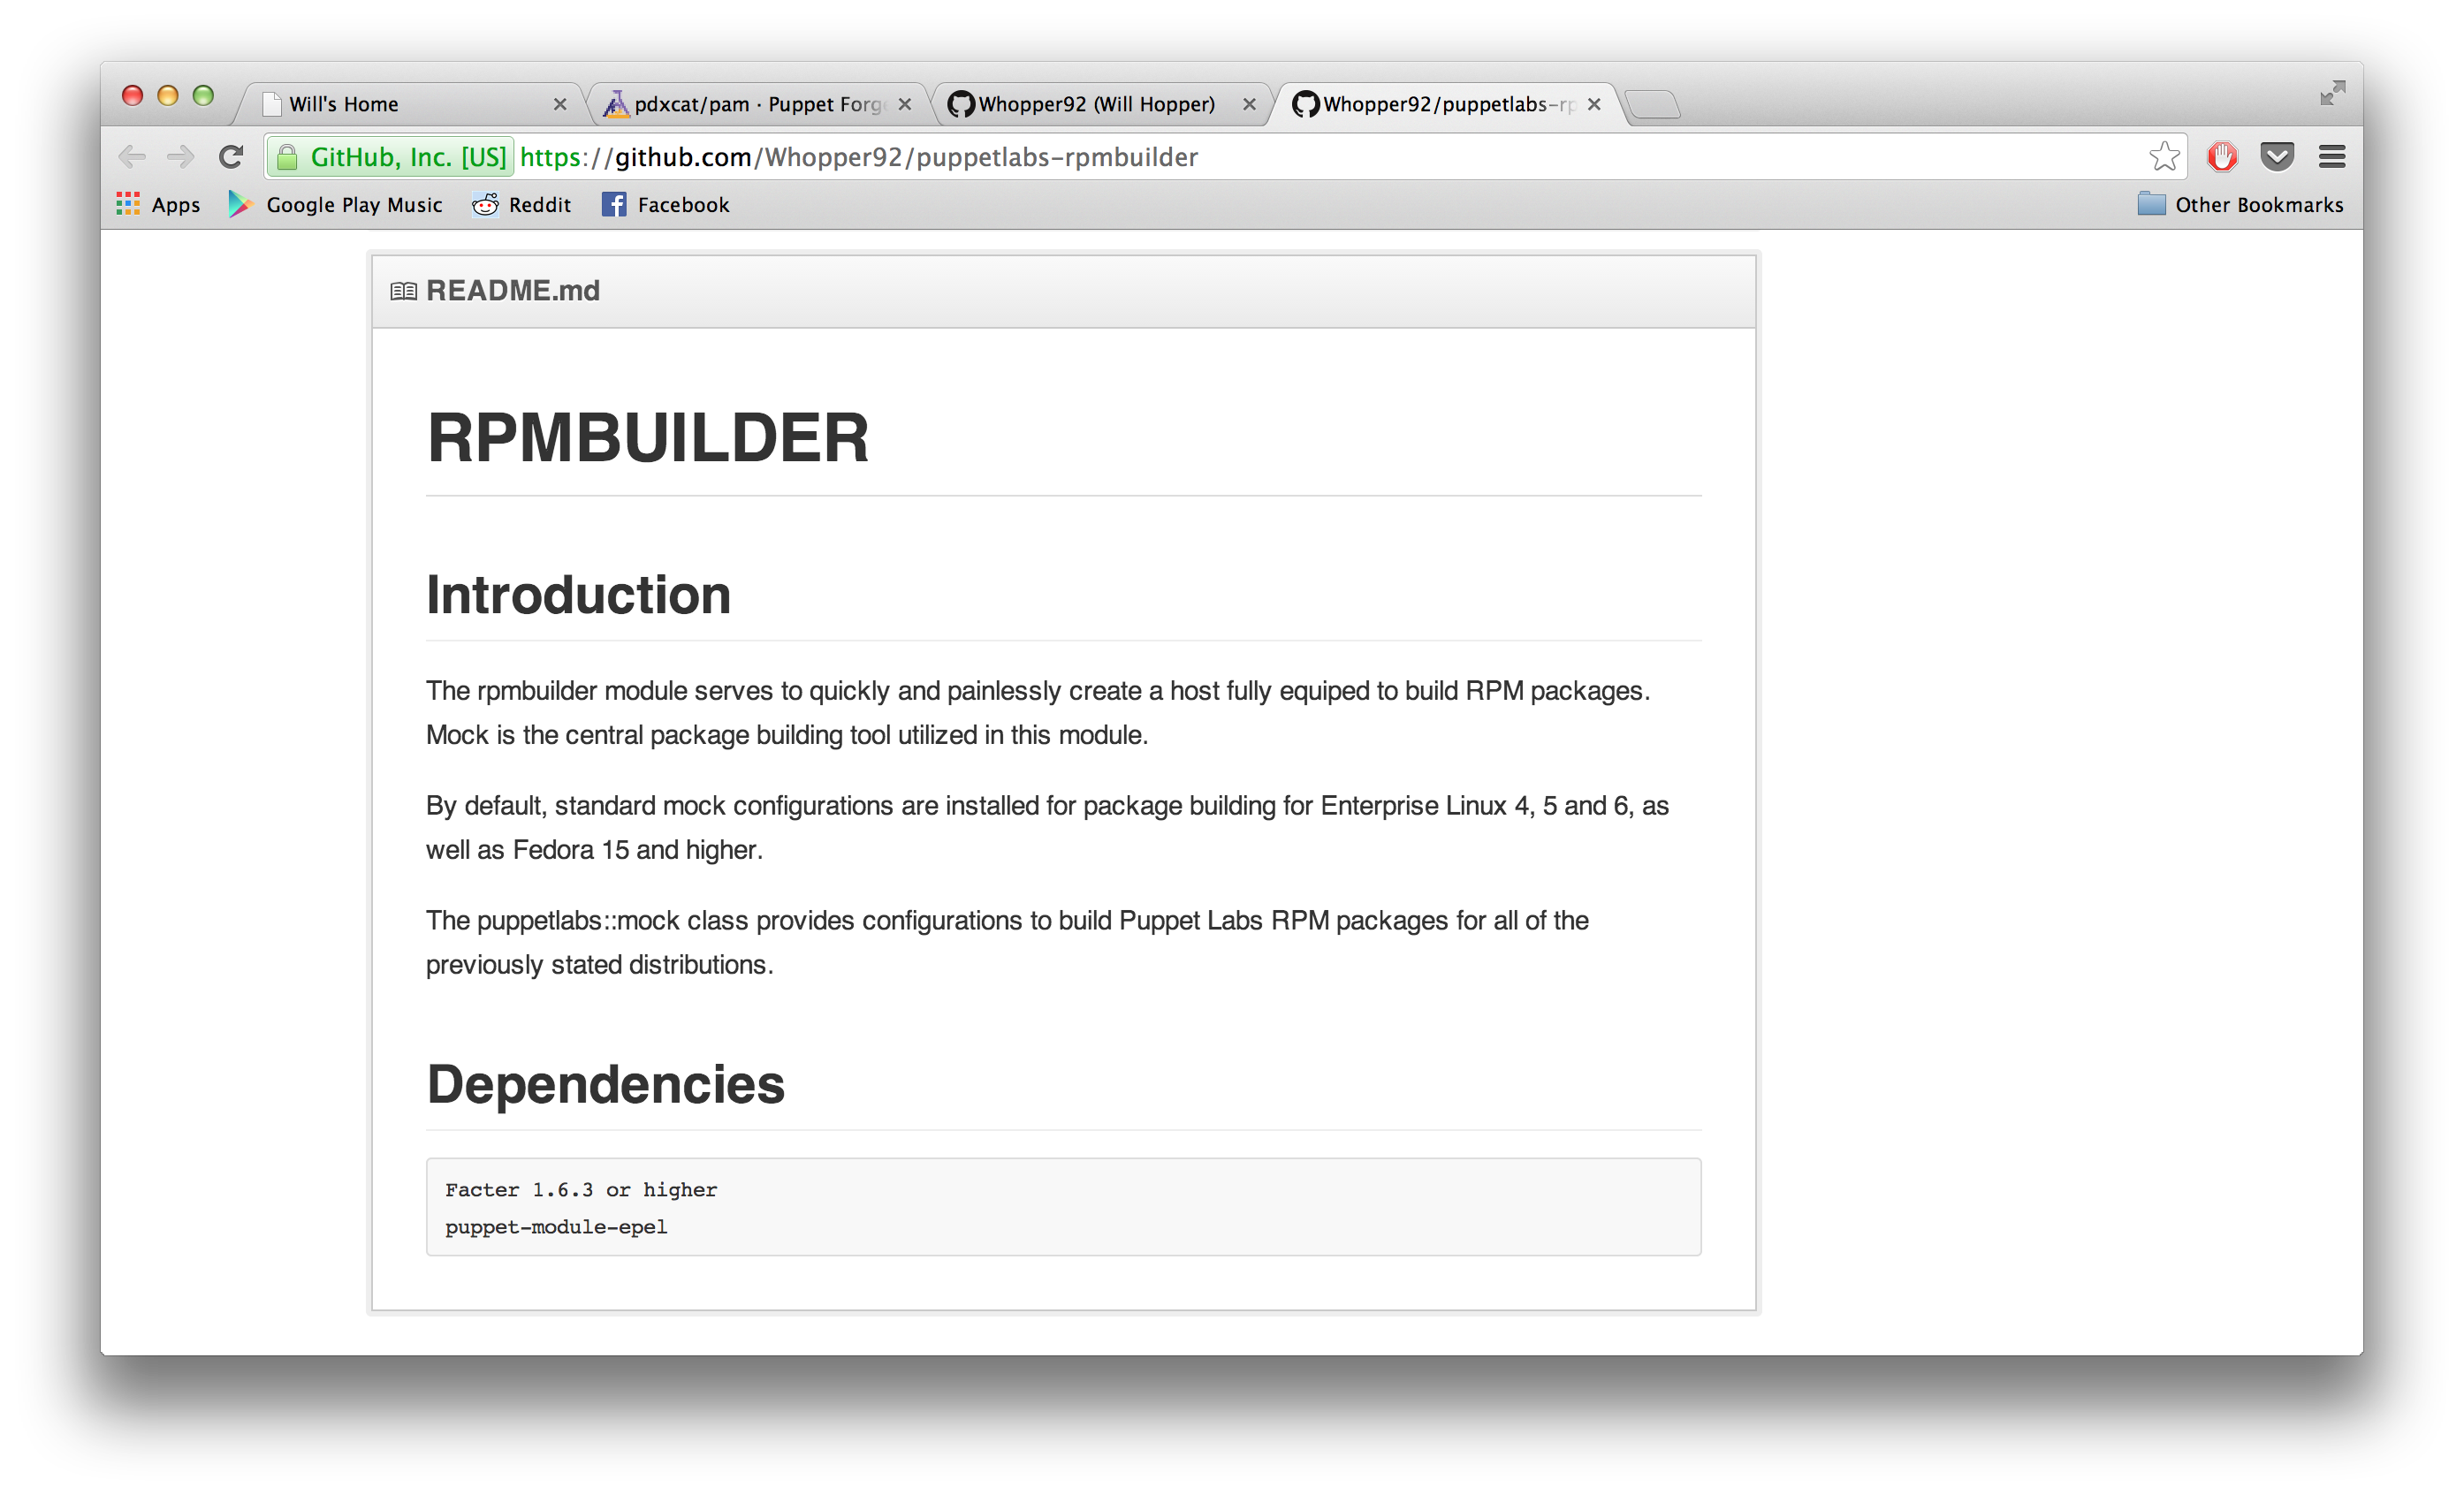 Will's Home
pdxcat/pam · Puppet Forge
Whopper92 (Will Hopper)
Whopper92/puppetlabs-rp
GitHub, Inc. [US] https://github.com/Whopper92/puppetlabs-rpmbuilder
Apps Google Play Music Reddit Facebook Other Bookmarks
README.md
RPMBUILDER
Introduction
The rpmbuilder module serves to quickly and painlessly create a host fully equiped to build RPM packages.
Mock is the central package building tool utilized in this module.
By default, standard mock configurations are installed for package building for Enterprise Linux 4, 5 and 6, as
well as Fedora 15 and higher.
The puppetlabs::mock class provides configurations to build Puppet Labs RPM packages for all of the
previously stated distributions.
Dependencies
Facter 1.6.3 or higher
puppet-module-epel